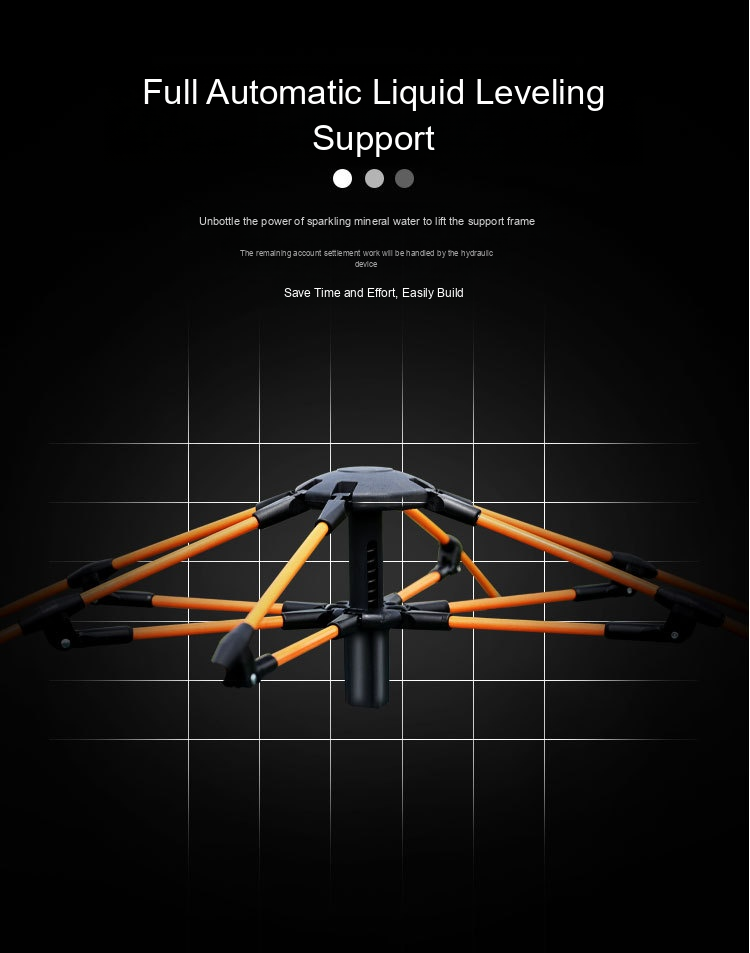 Full Automatic Liquid Leveling
Support
Unbottle the power of sparkling mineral water to lift the support frame
The remaining account settlement work will be handled by the hydraulic
device
Save Time and Effort, Easily Build